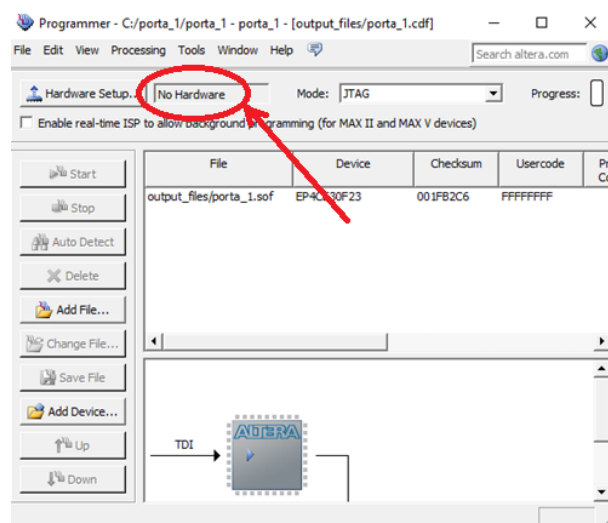 Programmer - C:/porta_1/porta_1 - porta_1 - [output_files/porta_1.cdf]
File Edit View Processing Tools Window Help
Search altera.com
Hardware Setup... No Hardware Mode: JTAG Progress:
Enable real-time ISP to allow background programming (for MAX II and MAX V devices)
File Device Checksum Usercode
output_files/porta_1.sof 001FB2C6 FFFFFFFF
Start
Stop
Auto Detect
Delete
Add File...
Change File...
Save File
Add Device...
Up
Down
TDI
ALTERA